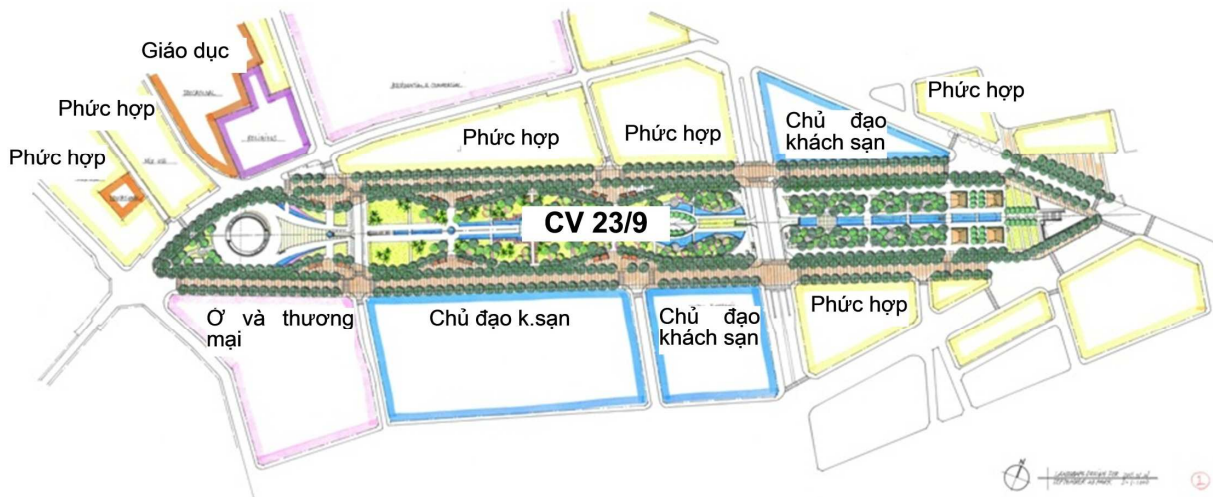 Giáo dục
Phức hợp
Phức hợp
Phức hợp
Phức hợp
Chủ đạo
khách sạn
Phức hợp
CV 23/9
Ở và thương
mại
Chủ đạo k.sạn
Chủ đạo
khách sạn
Phức hợp
N
1